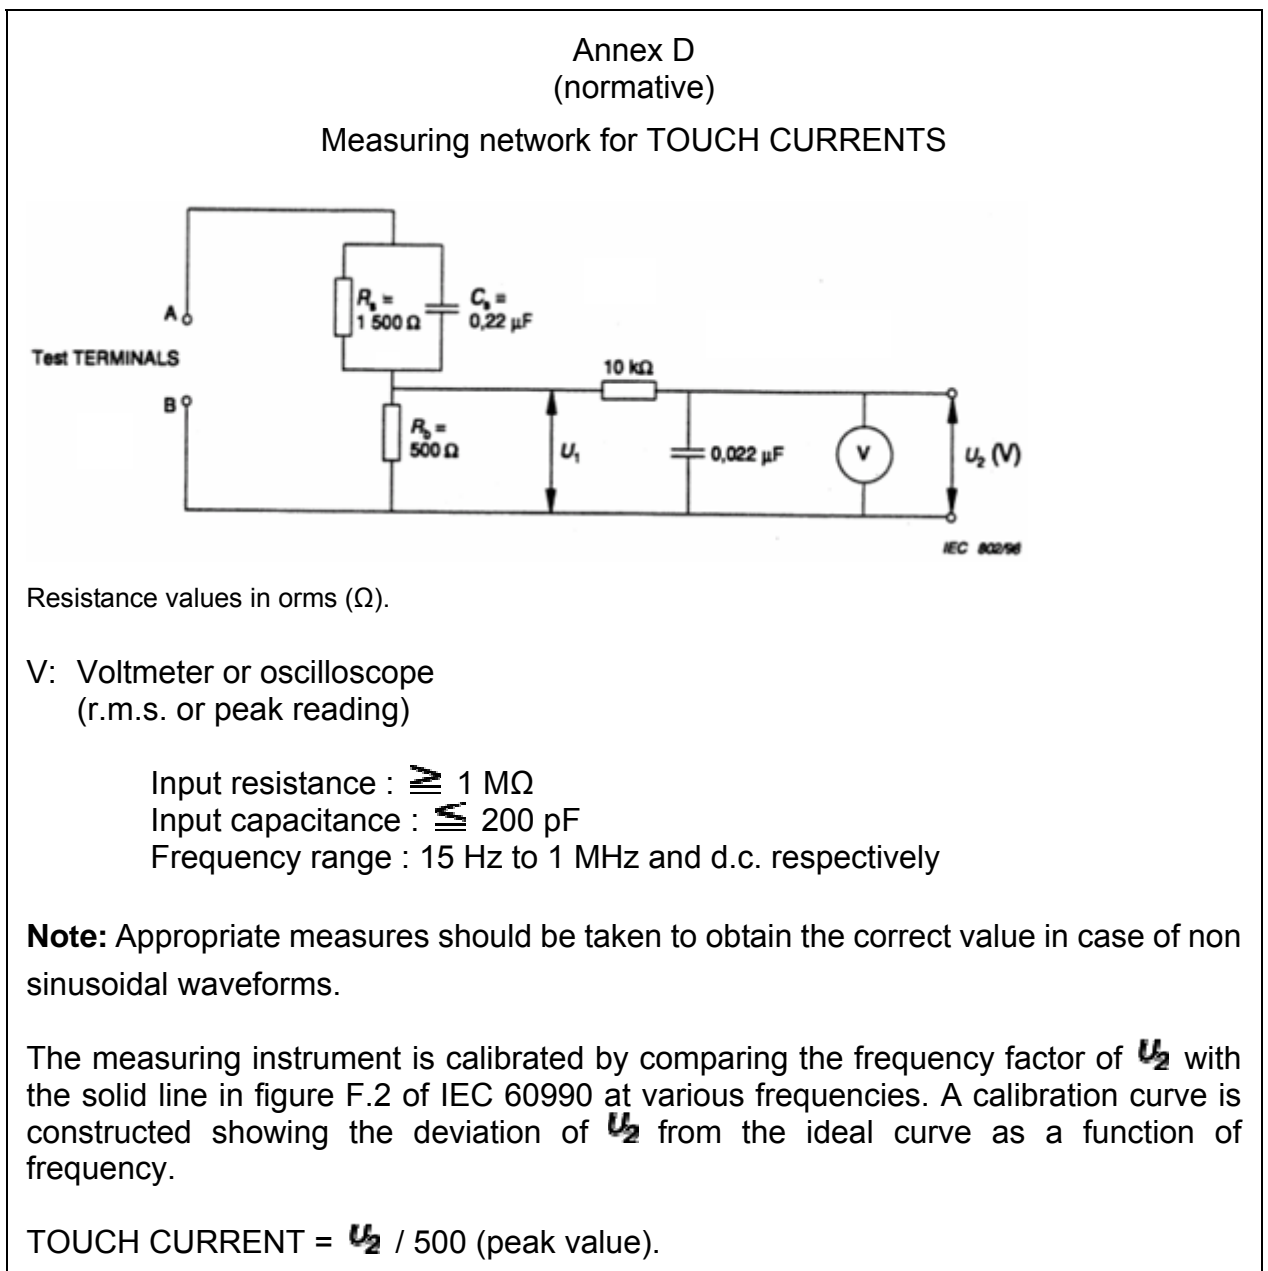 Annex D
(normative)
Measuring network for TOUCH CURRENTS
A
Test TERMINALS
B
Rs =
1 500 Ω
Cs =
0,22 µF
10 kΩ
Rb =
500 Ω
U1
0,022 µF
V
U2 (V)
IEC 802/96
Resistance values in orms (Ω).
V: Voltmeter or oscilloscope
(r.m.s. or peak reading)
Input resistance : ≧ 1 MΩ
Input capacitance : ≦ 200 pF
Frequency range : 15 Hz to 1 MHz and d.c. respectively
Note: Appropriate measures should be taken to obtain the correct value in case of non
sinusoidal waveforms.
The measuring instrument is calibrated by comparing the frequency factor of U2 with
the solid line in figure F.2 of IEC 60990 at various frequencies. A calibration curve is
constructed showing the deviation of U2 from the ideal curve as a function of
frequency.
TOUCH CURRENT = U2 / 500 (peak value).